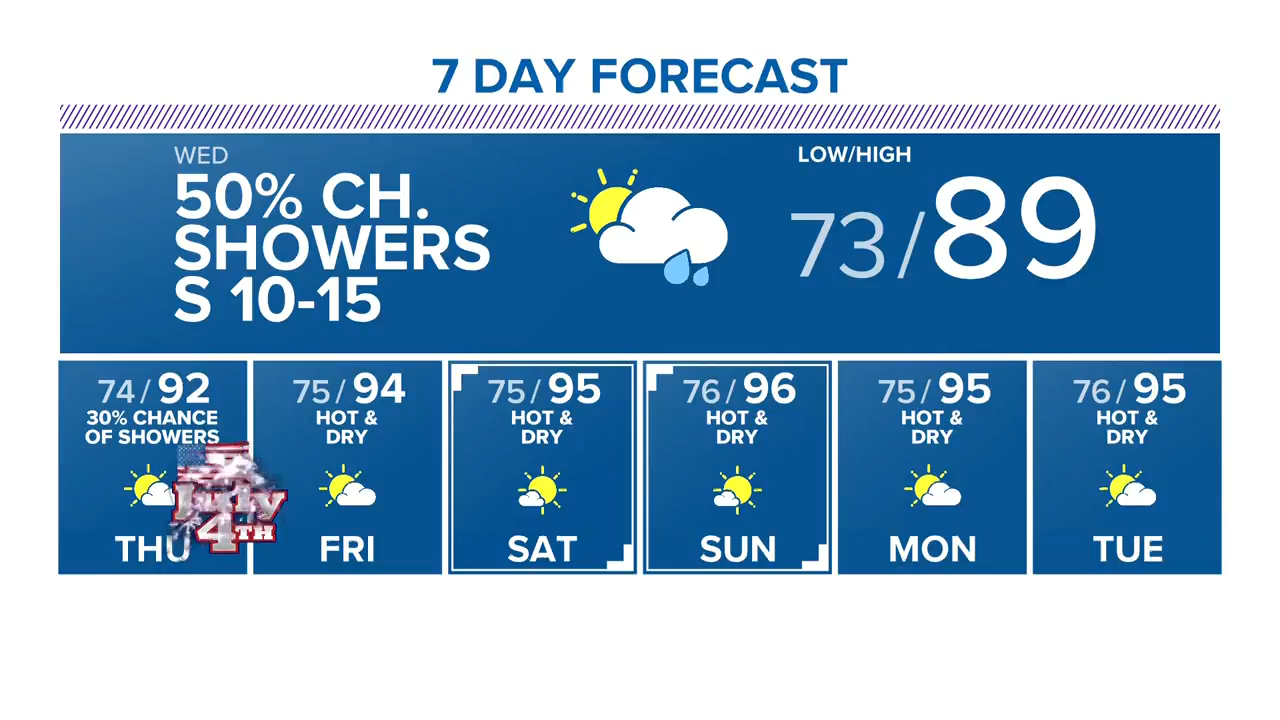 7 DAY FORECAST
WED
50% CH.
SHOWERS
S 10-15
LOW/HIGH
73/89
74/92
30% CHANCE
OF SHOWERS
July
4TH
THU
75/94
HOT &
DRY
FRI
75/95
HOT &
DRY
SAT
76/96
HOT &
DRY
SUN
75/95
HOT &
DRY
MON
76/95
HOT &
DRY
TUE